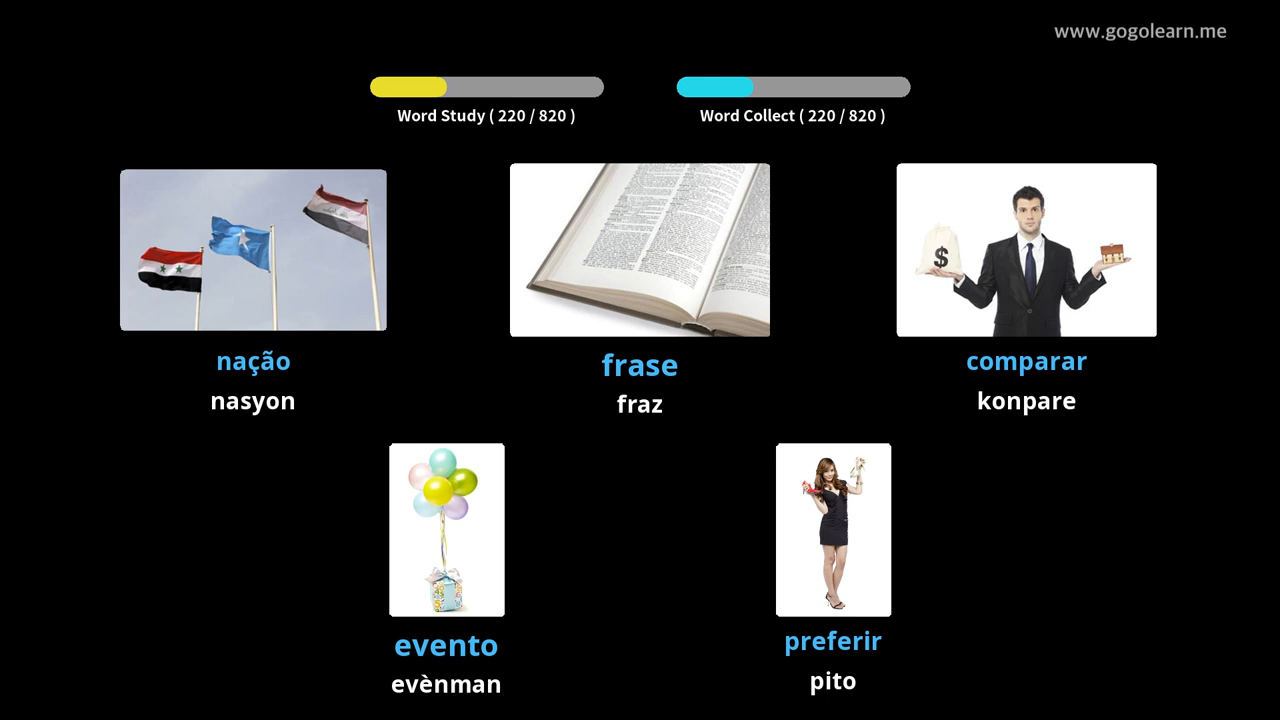 www.gogolearn.me
Word Study ( 220 / 820 )
Word Collect ( 220 / 820 )
$
nação
nasyon
frase
fraz
comparar
konpare
evento
evènman
preferir
pito